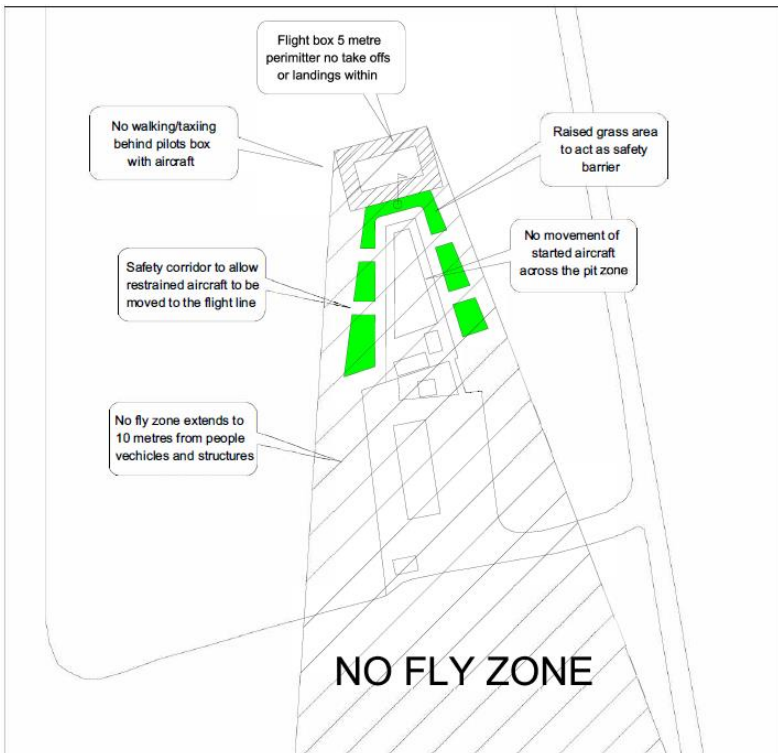 Flight box 5 metre
perimitter no take offs
or landings within
No walking/taxiing
behind pilots box
with aircraft
Raised grass area
to act as safety
barrier
No movement of
started aircraft
across the pit zone
Safety corridor to allow
restrained aircraft to be
moved to the flight line
No fly zone extends to
10 metres from people
vechicles and structures
NO FLY ZONE